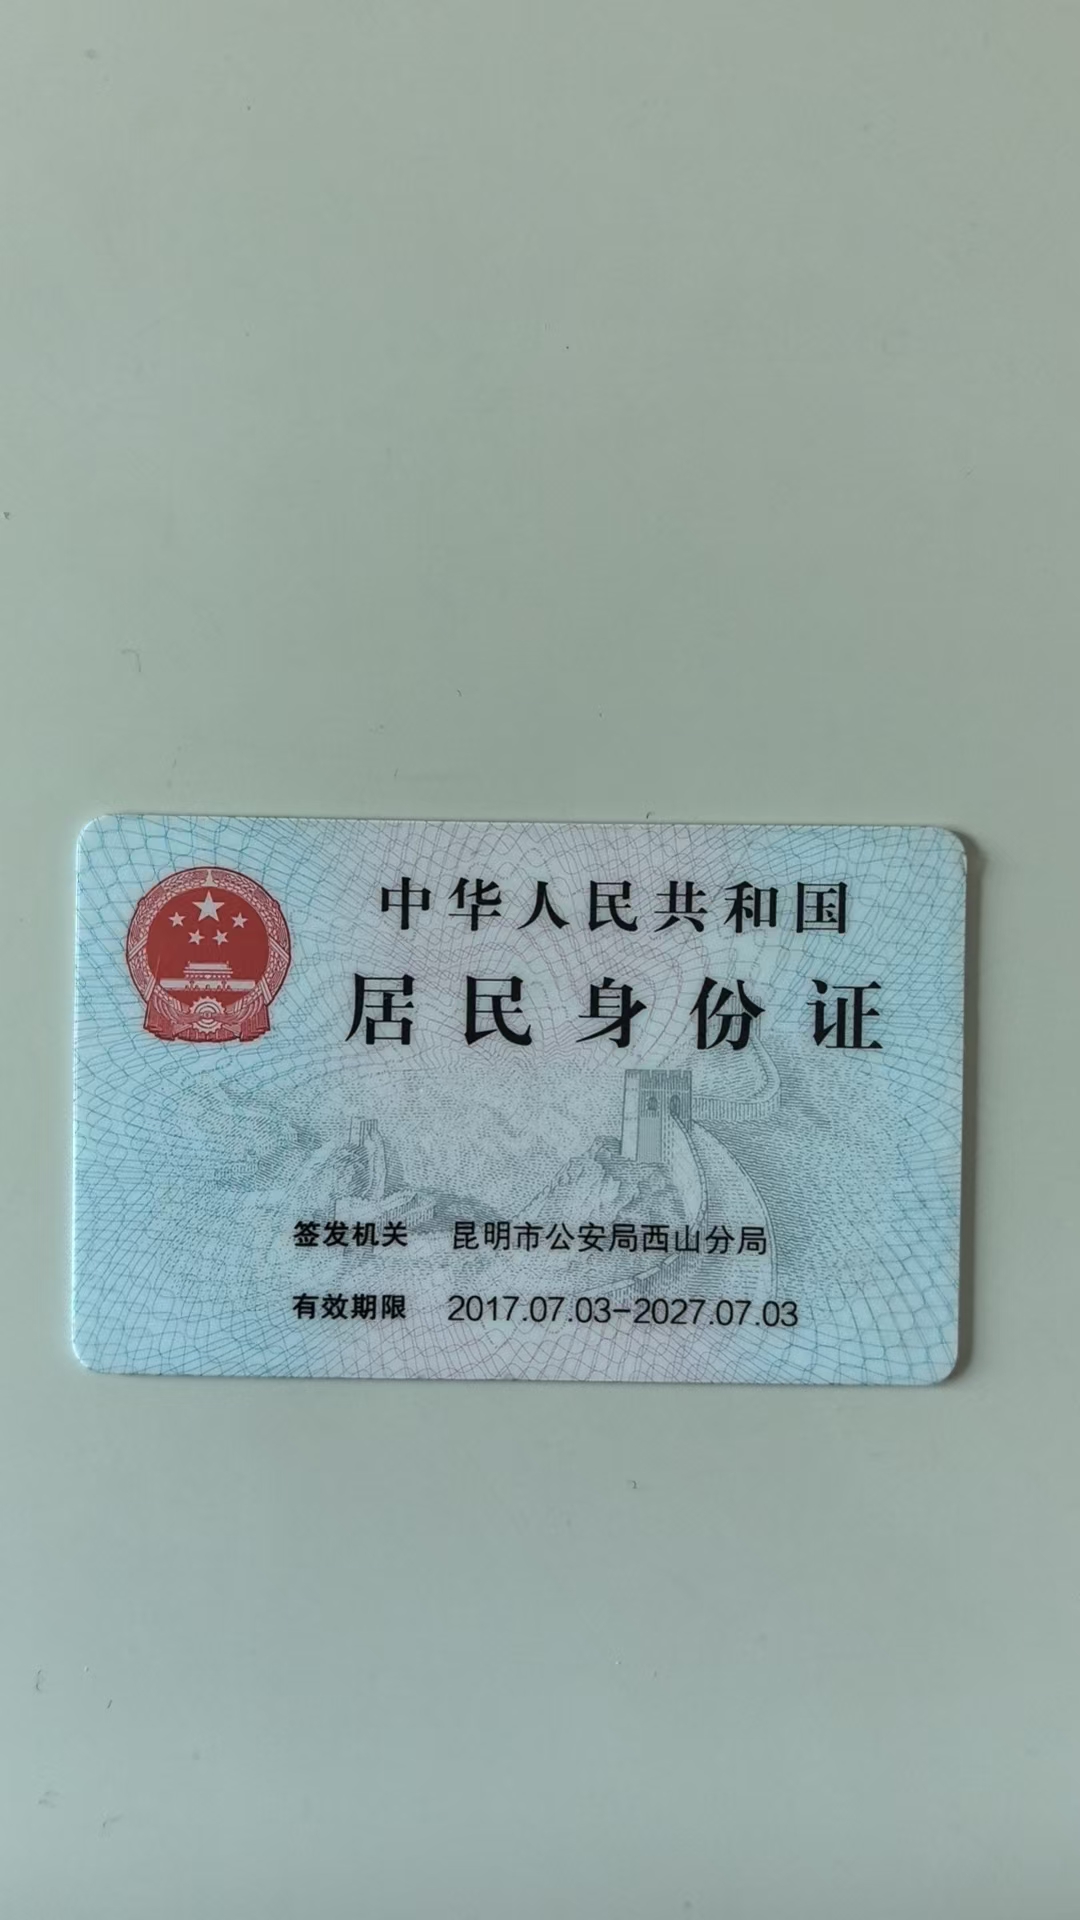 中华人民共和国
居民身份证
签发机关 昆明市公安局西山分局
有效期限 2017.07.03-2027.07.03